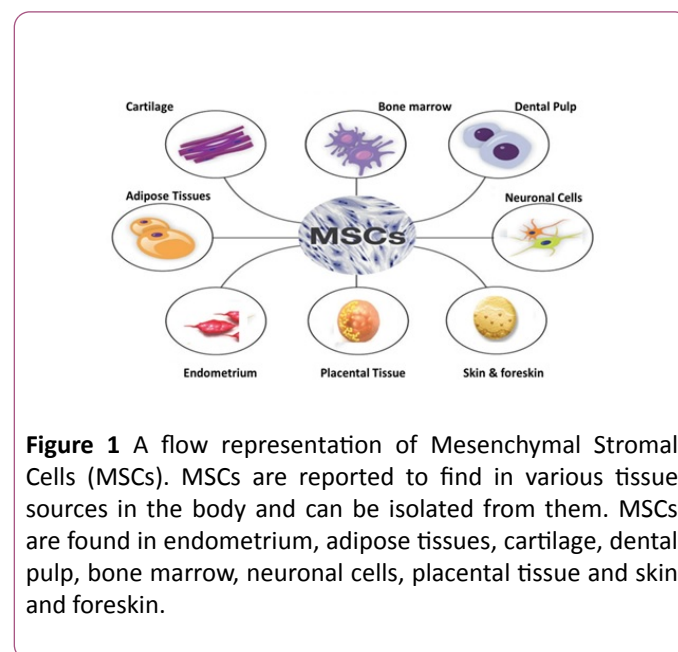 Cartilage
Bone marrow
Dental Pulp
Adipose Tissues
MSCs
Neuronal Cells
Endometrium
Placental Tissue
Skin & foreskin
Figure 1 A flow representation of Mesenchymal Stromal
Cells (MSCs). MSCs are reported to find in various tissue
sources in the body and can be isolated from them. MSCs
are found in endometrium, adipose tissues, cartilage, dental
pulp, bone marrow, neuronal cells, placental tissue and skin
and foreskin.